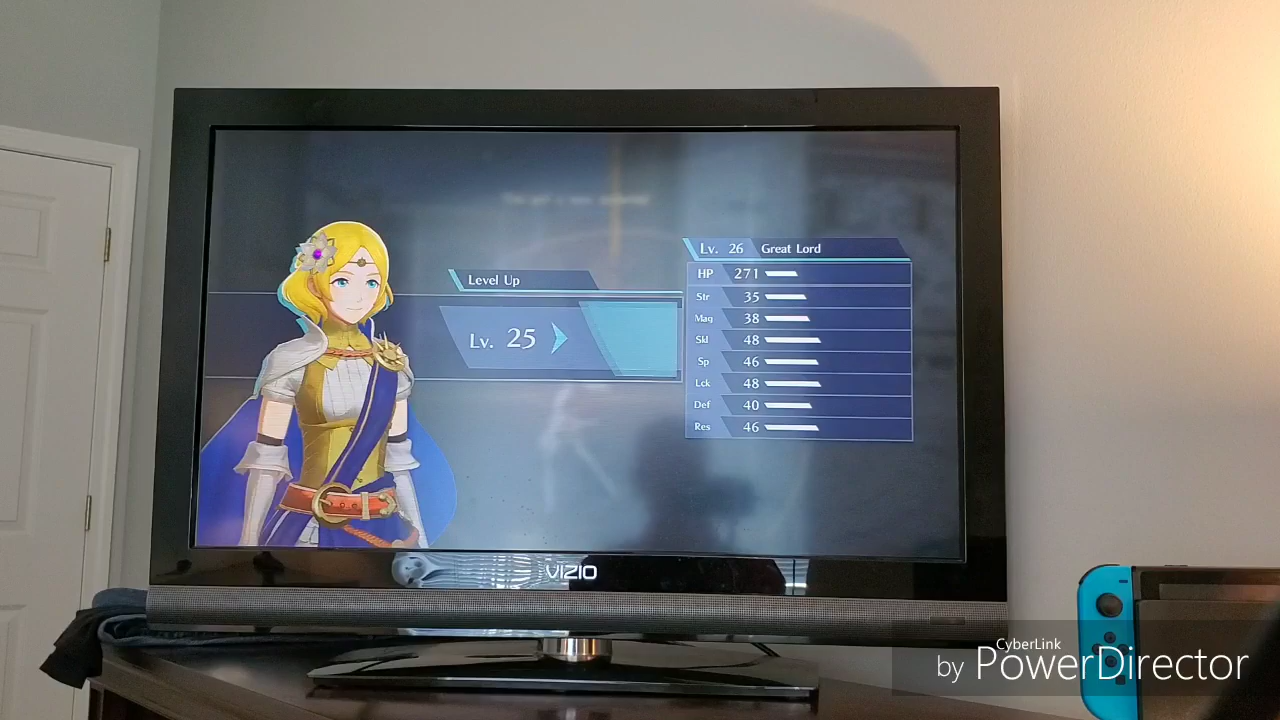 Level Up
Lv. 25
Lv. 26 Great Lord
HP 271
Str 35
Mag 38
Skl 48
Sp 46
Lck 48
Def 40
Res 46
VIZIO
CyberLink
by PowerDirector